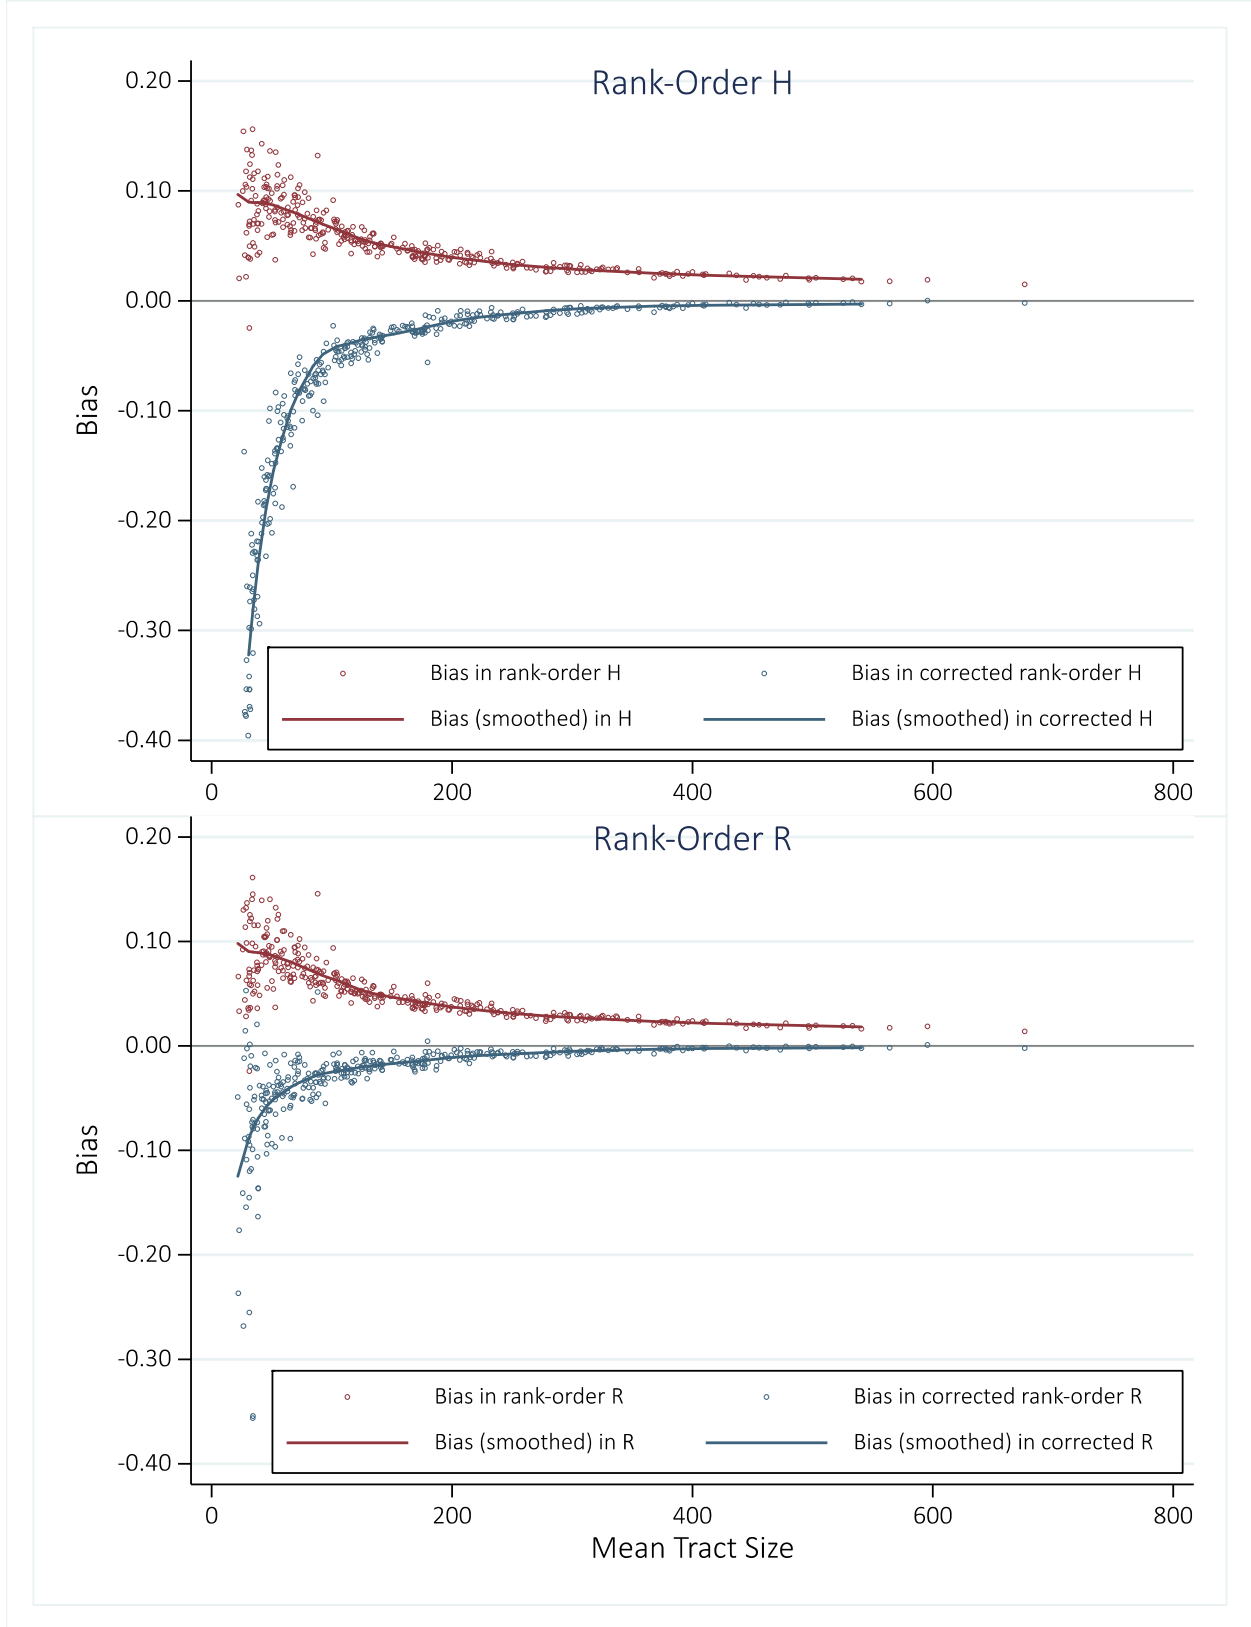 Rank-Order H
0.20
0.10
0.00
-0.10
-0.20
-0.30
-0.40
Bias
Bias in rank-order H
Bias in corrected rank-order H
Bias (smoothed) in H
Bias (smoothed) in corrected H
0 200 400 600 800
Rank-Order R
0.20
0.10
0.00
-0.10
-0.20
-0.30
-0.40
Bias
Bias in rank-order R
Bias in corrected rank-order R
Bias (smoothed) in R
Bias (smoothed) in corrected R
0 200 400 600 800
Mean Tract Size